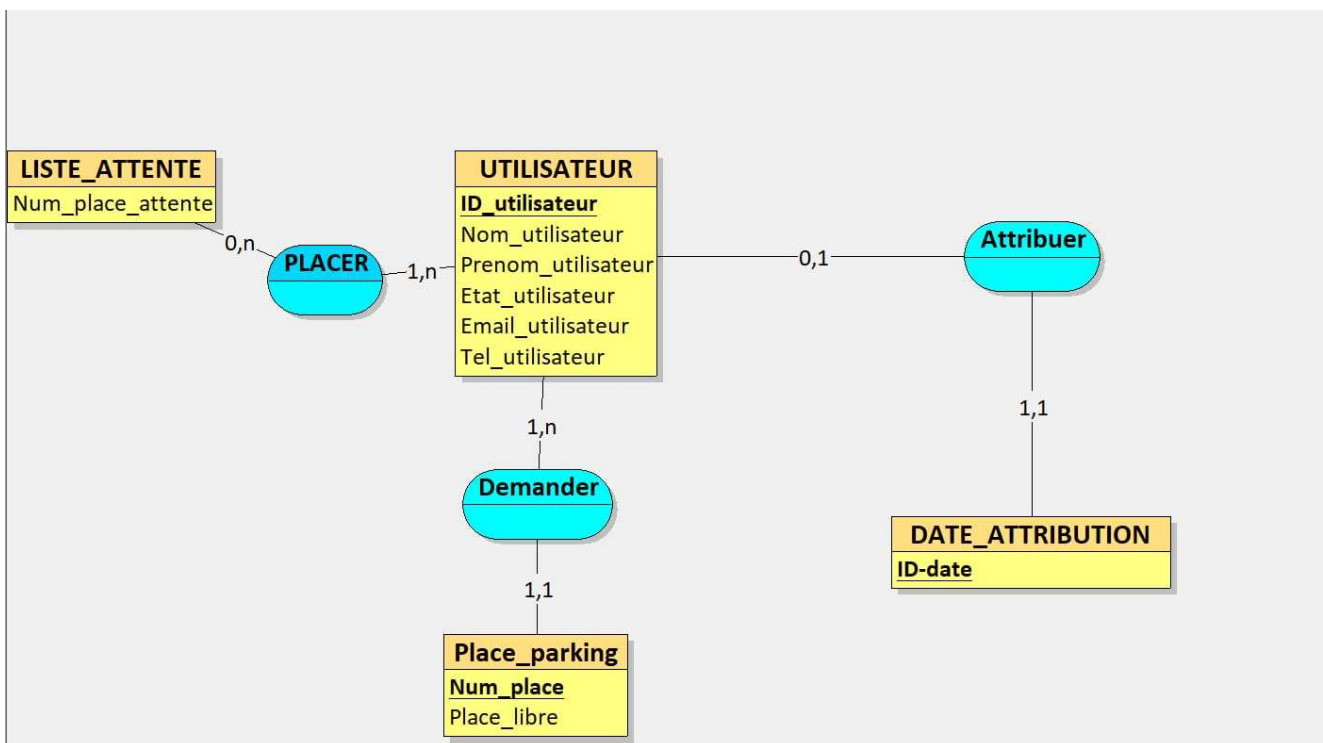 LISTE_ATTENTE
Num_place_attente
0,n
PLACER
1,n
UTILISATEUR
ID_utilisateur
Nom_utilisateur
Prenom_utilisateur
Etat_utilisateur
Email_utilisateur
Tel_utilisateur
0,1
Attribuer
1,1
DATE_ATTRIBUTION
ID-date
1,n
Demander
1,1
Place_parking
Num_place
Place_libre